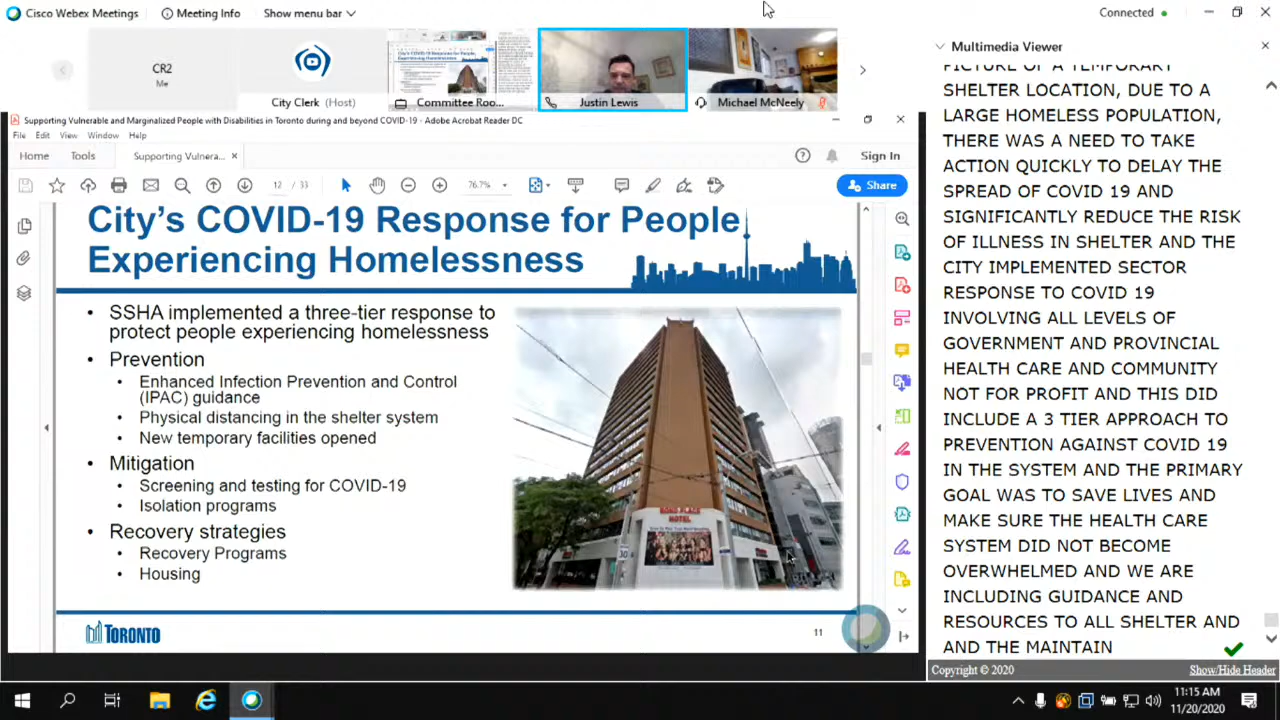 Cisco Webex Meetings
Meeting Info
Show menu bar
Connected
CR2
Me
City Clerk (Host)
Committee Roo...
Justin Lewis
Michael McNeely
Supporting Vulnerable and Marginalized People with Disabilities in Toronto during and beyond COVID-19 - Adobe Acrobat Reader DC
File Edit View Window Help
Home Tools Supporting Vulnera... Sign In
12 / 33 76.7% Share
City's COVID-19 Response for People
Experiencing Homelessness
• SSHA implemented a three-tier response to
protect people experiencing homelessness
• Prevention
• Enhanced Infection Prevention and Control
(IPAC) guidance
• Physical distancing in the shelter system
• New temporary facilities opened
• Mitigation
• Screening and testing for COVID-19
• Isolation programs
• Recovery strategies
• Recovery Programs
• Housing
HOTEL
30
TORONTO
11
Multimedia Viewer
PICTURE OF A TEMPORARY
SHELTER LOCATION, DUE TO A
LARGE HOMELESS POPULATION,
THERE WAS A NEED TO TAKE
ACTION QUICKLY TO DELAY THE
SPREAD OF COVID 19 AND
SIGNIFICANTLY REDUCE THE RISK
OF ILLNESS IN SHELTER AND THE
CITY IMPLEMENTED SECTOR
RESPONSE TO COVID 19
INVOLVING ALL LEVELS OF
GOVERNMENT AND PROVINCIAL
HEALTH CARE AND COMMUNITY
NOT FOR PROFIT AND THIS DID
INCLUDE A 3 TIER APPROACH TO
PREVENTION AGAINST COVID 19
IN THE SYSTEM AND THE PRIMARY
GOAL WAS TO SAVE LIVES AND
MAKE SURE THE HEALTH CARE
SYSTEM DID NOT BECOME
OVERWHELMED AND WE ARE
INCLUDING GUIDANCE AND
RESOURCES TO ALL SHELTER AND
AND THE MAINTAIN
Copyright © 2020 Show/Hide Header
11:15 AM
11/20/2020